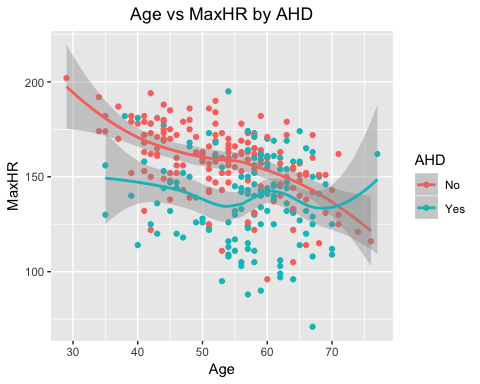 Age vs MaxHR by AHD
200
150
100
MaxHR
30 40 50 60 70
Age
AHD
No
Yes